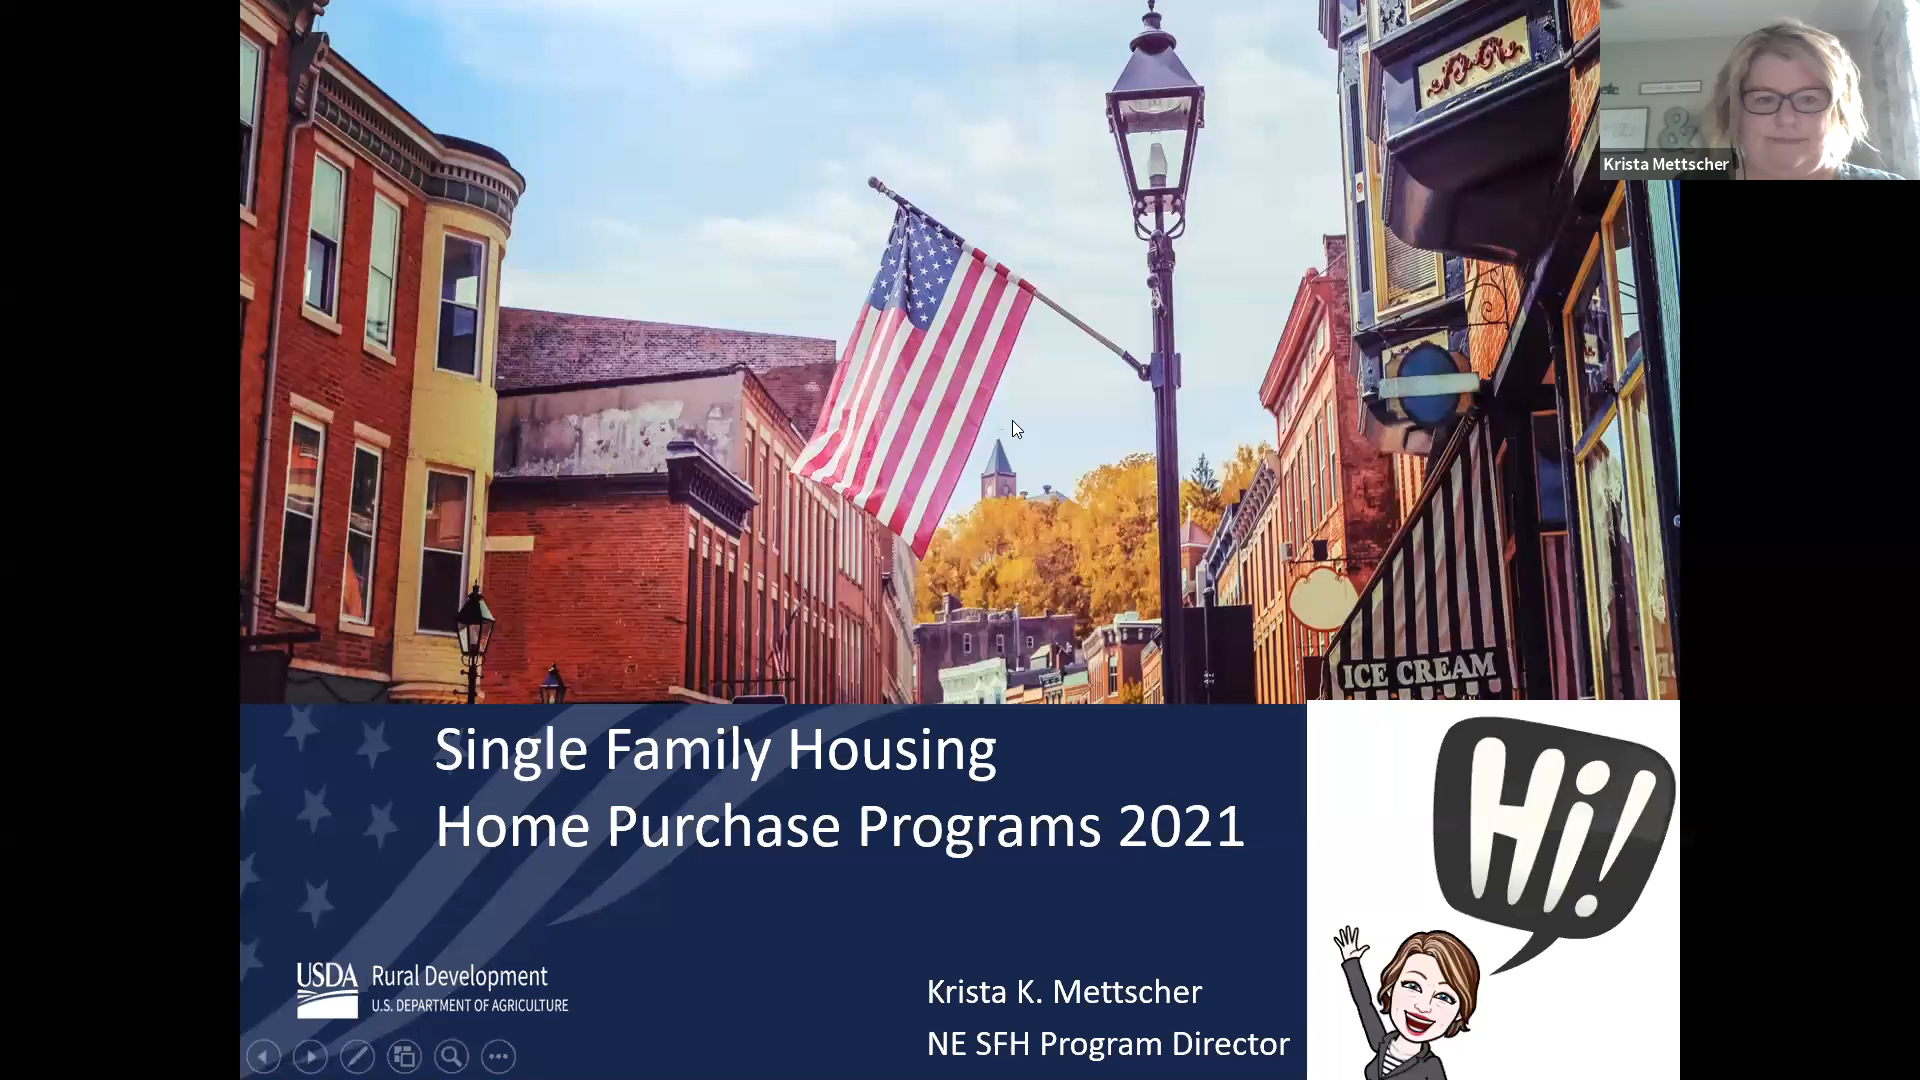 Krista Mettscher
&
ICE CREAM
Single Family Housing
Home Purchase Programs 2021
Hi!
USDA
Rural Development
U.S. DEPARTMENT OF AGRICULTURE
Krista K. Mettscher
NE SFH Program Director